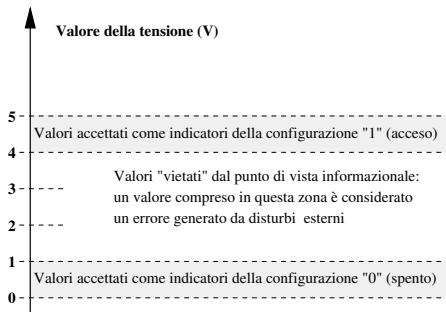 Valore della tensione (V)
5
Valori accettati come indicatori della configurazione "1" (acceso)
4
Valori "vietati" dal punto di vista informazionale:
3
un valore compreso in questa zona è considerato
un errore generato da disturbi esterni
2
1
Valori accettati come indicatori della configurazione "0" (spento)
0